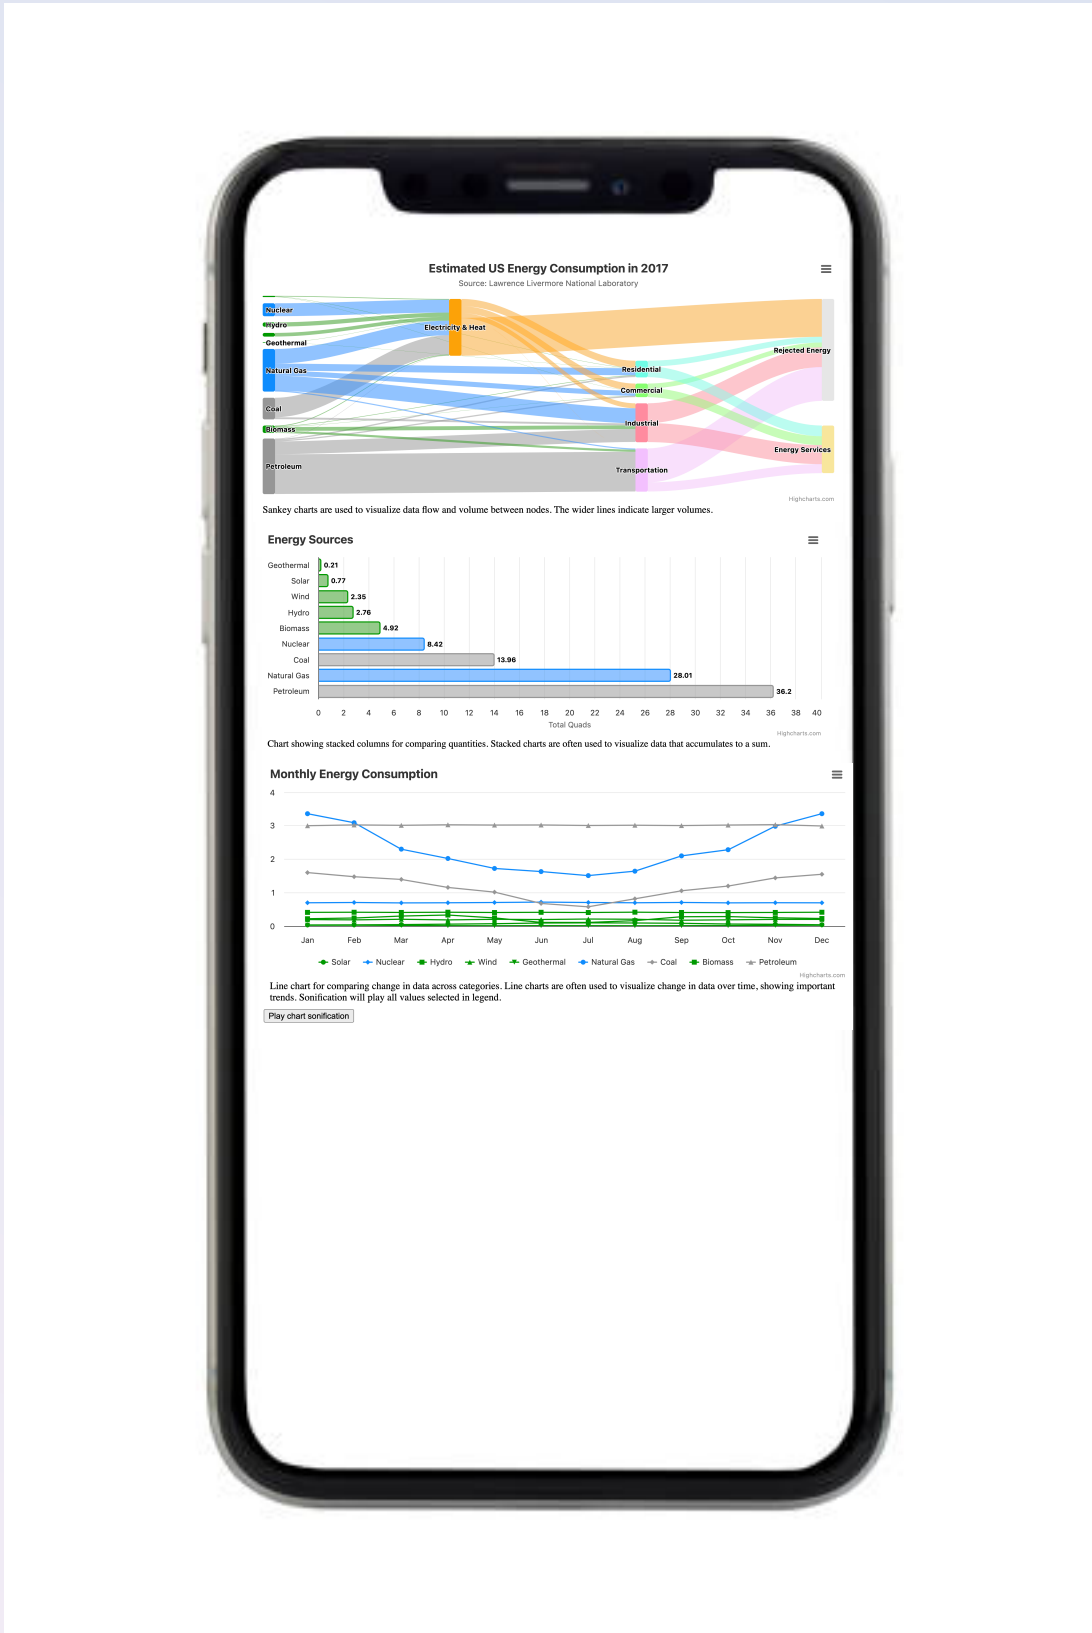 Estimated US Energy Consumption in 2017
Source: Lawrence Livermore National Laboratory
Nuclear
Hydro
Geothermal
Natural Gas
Coal
Biomass
Petroleum
Electricity & Heat
Residential
Commercial
Industrial
Transportation
Rejected Energy
Energy Services
Highcharts.com
Sankey charts are used to visualize data flow and volume between nodes. The wider lines indicate larger volumes.
Energy Sources
Geothermal 0.21
Solar 0.77
Wind 2.35
Hydro 2.76
Biomass 4.92
Nuclear 8.42
Coal 13.96
Natural Gas 28.01
Petroleum 36.2
0 2 4 6 8 10 12 14 16 18 20 22 24 26 28 30 32 34 36 38 40
Total Quads
Highcharts.com
Chart showing stacked columns for comparing quantities. Stacked charts are often used to visualize data that accumulates to a sum.
Monthly Energy Consumption
4
3
2
1
0
Jan Feb Mar Apr May Jun Jul Aug Sep Oct Nov Dec
Solar Nuclear Hydro Wind Geothermal Natural Gas Coal Biomass Petroleum
Highcharts.com
Line chart for comparing change in data across categories. Line charts are often used to visualize change in data over time, showing important
trends. Sonification will play all values selected in legend.
Play chart sonification